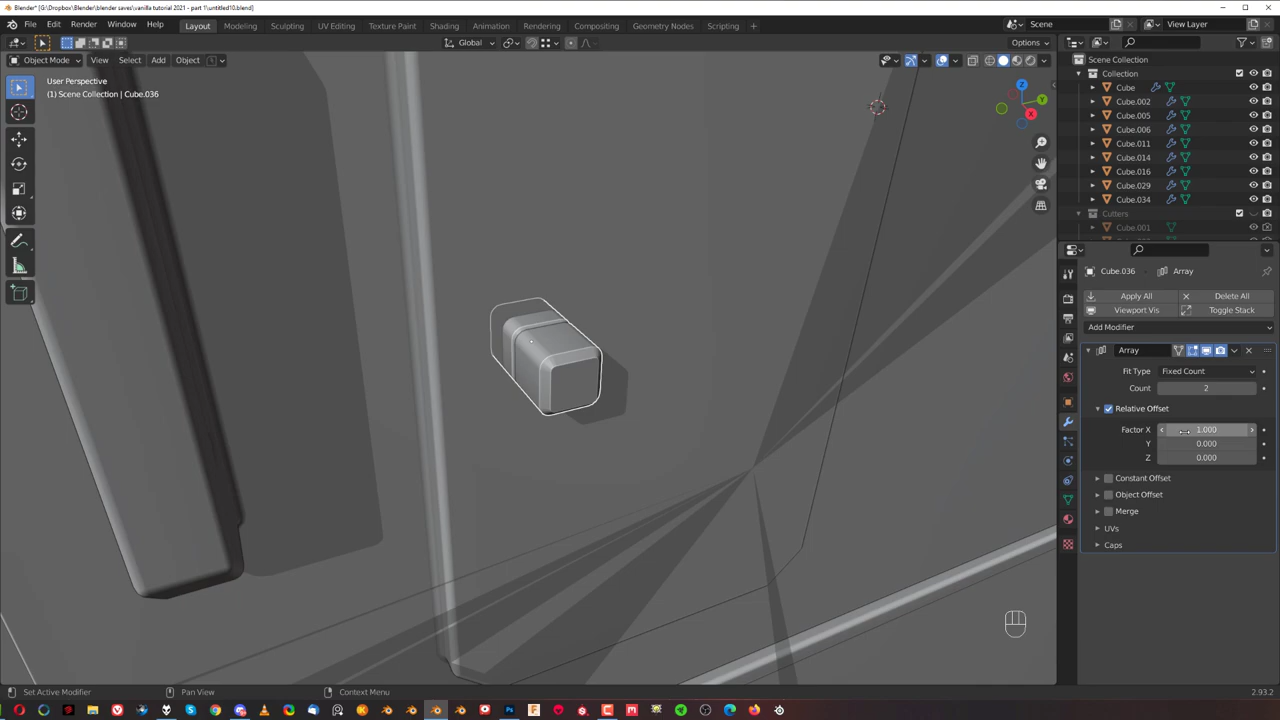 Blender* [G:\Dropbox\Blender\blender saves\vanilla tutorial 2021 - part 1\untitled10.blend]
File Edit Render Window Help Layout Modeling Sculpting UV Editing Texture Paint Shading Animation Rendering Compositing Geometry Nodes Scripting + Scene View Layer
Global Options
Object Mode View Select Add Object
User Perspective
(1) Scene Collection | Cube.036
Z
Y
X
Scene Collection
Collection
Cube
Cube.002
Cube.005
Cube.006
Cube.011
Cube.014
Cube.016
Cube.029
Cube.034
Cutters
Cube.001
Cube.036 Array
Apply All Delete All
Viewport Vis Toggle Stack
Add Modifier
Array
Fit Type Fixed Count
Count 2
Relative Offset
Factor X 1.000
Y 0.000
Z 0.000
Constant Offset
Object Offset
Merge
UVs
Caps
Set Active Modifier Pan View Context Menu 2.93.2